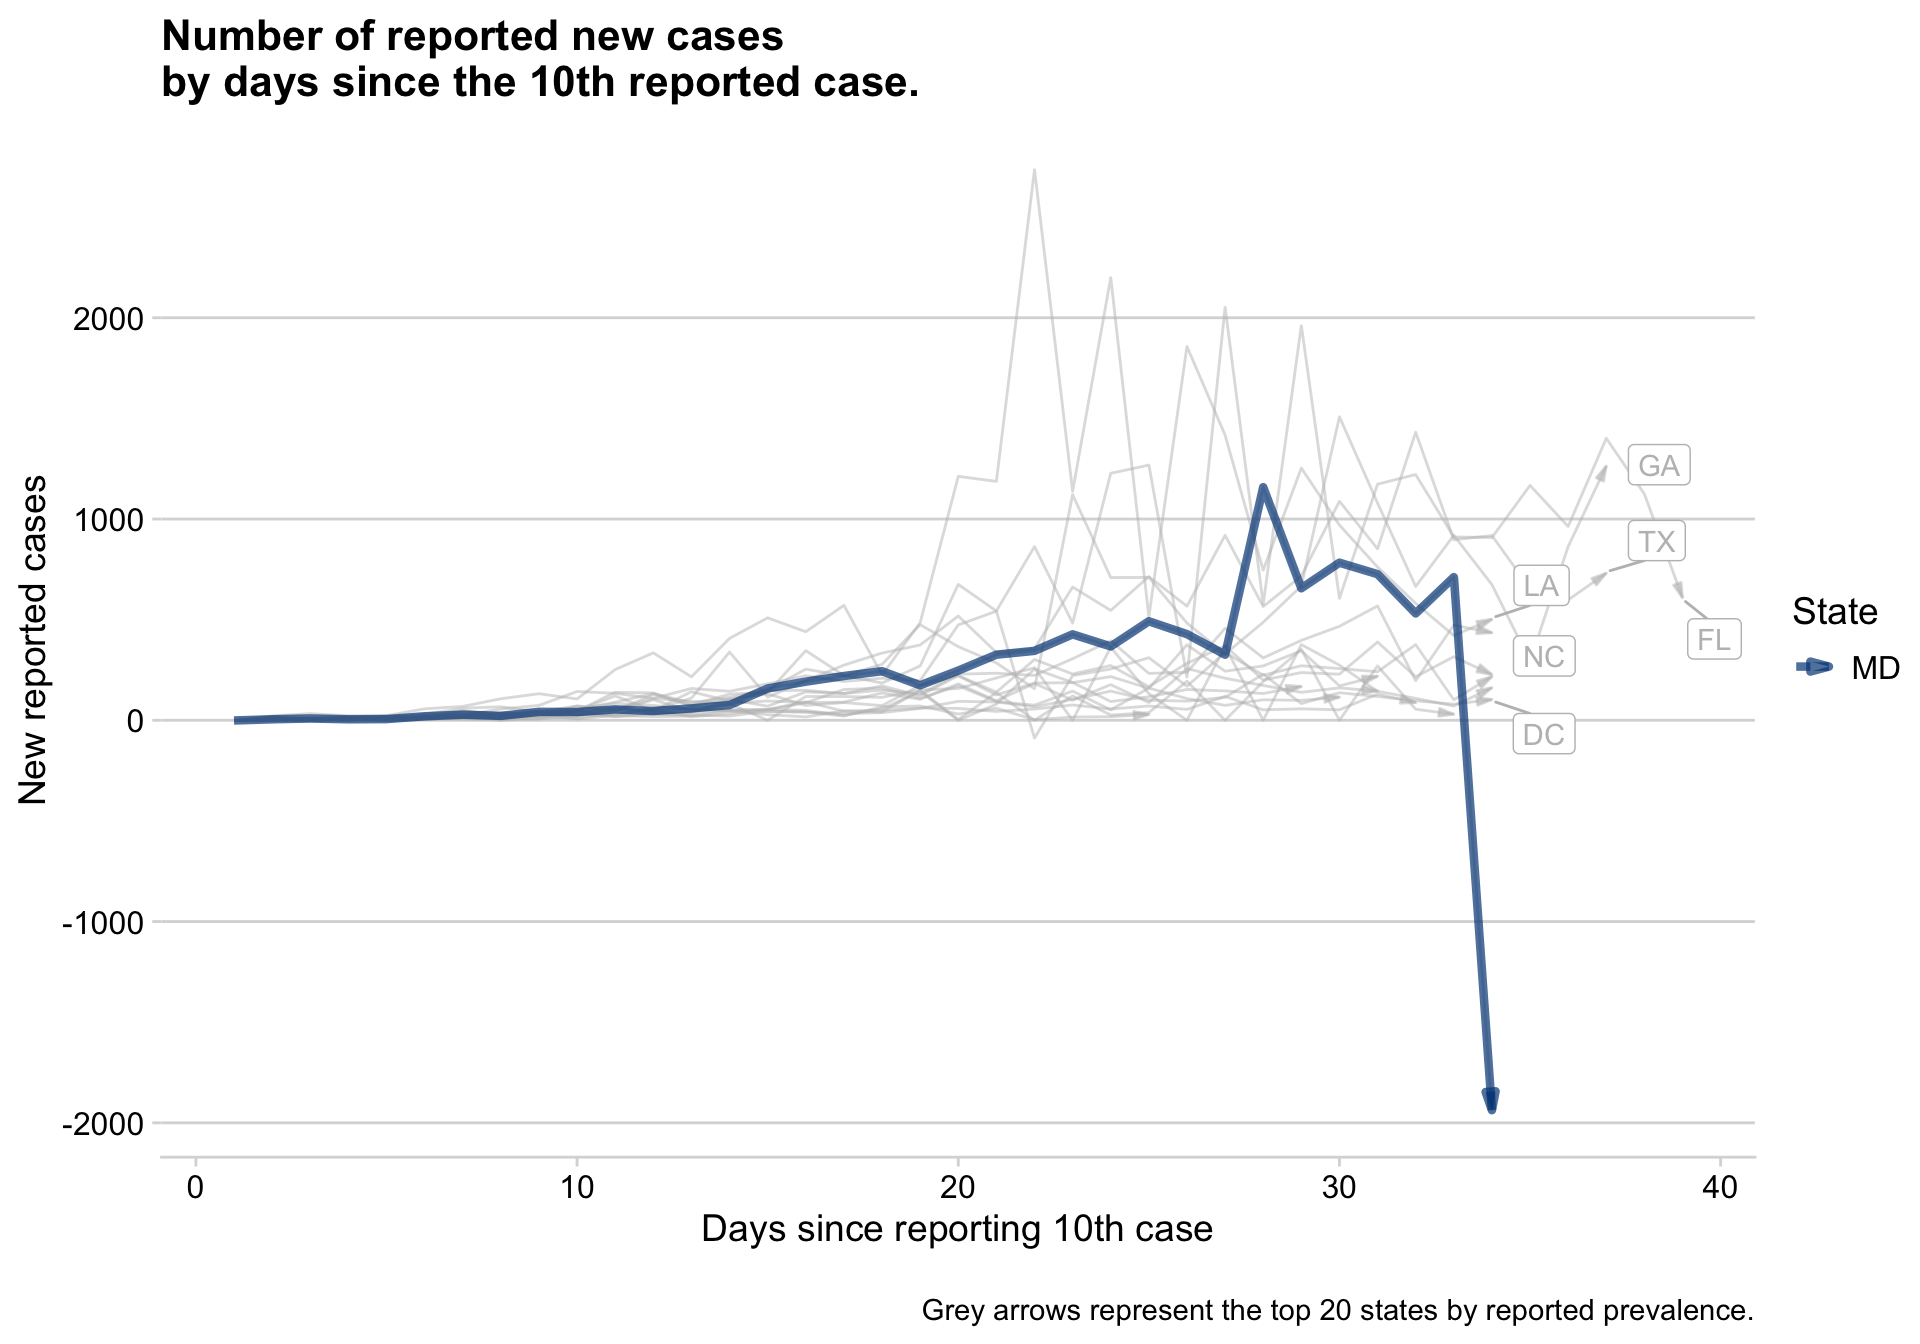 Number of reported new cases
by days since the 10th reported case.
New reported cases
2000
1000
0
-1000
-2000
GA
TX
LA
FL
NC
DC
State
MD
0
10
20
30
40
Days since reporting 10th case
Grey arrows represent the top 20 states by reported prevalence.